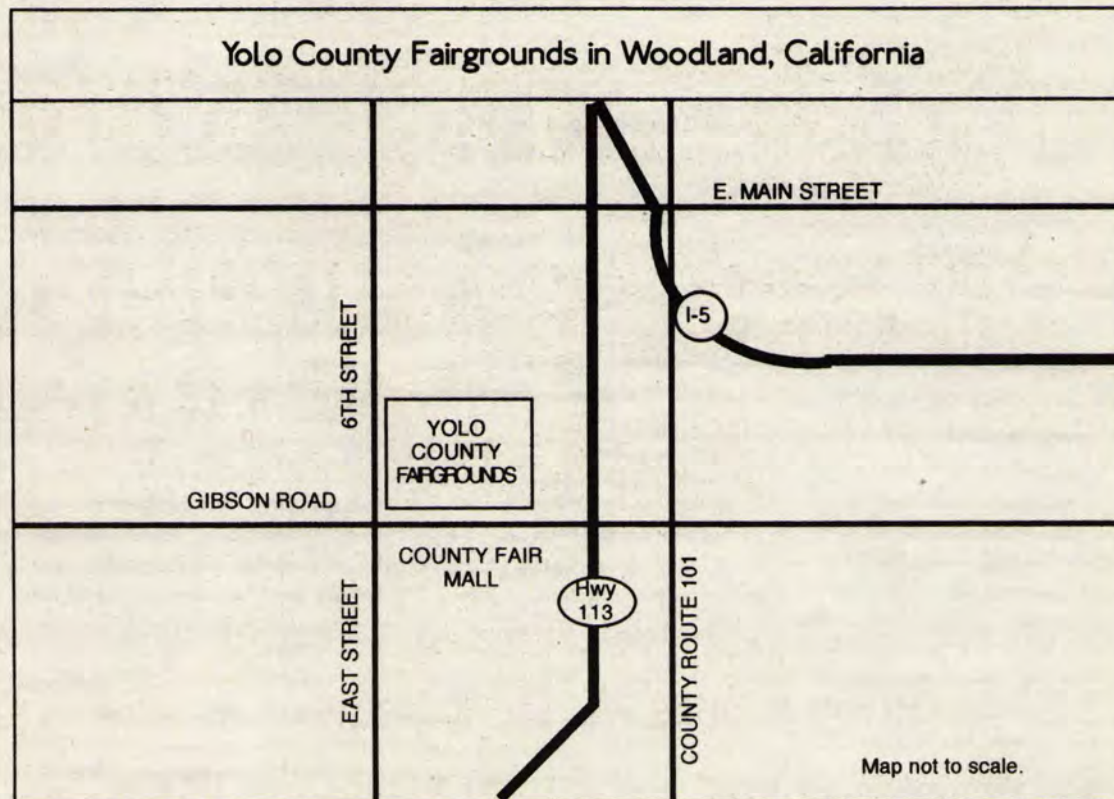 Yolo County Fairgrounds in Woodland, California
E. MAIN STREET
I-5
6TH STREET
YOLO
COUNTY
FAIRGROUNDS
GIBSON ROAD
COUNTY FAIR
MALL
Hwy
113
EAST STREET
COUNTY ROUTE 101
Map not to scale.